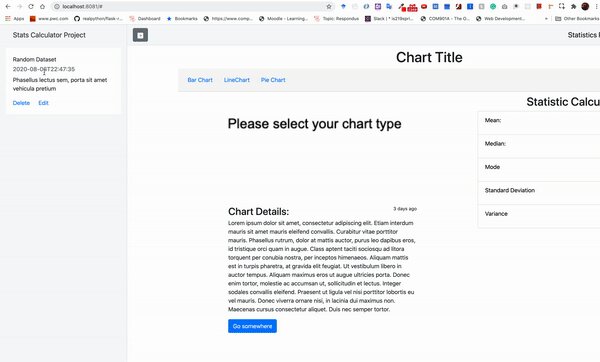 localhost:8081/#
Apps
www.pwc.com
realpython/flask-r...
Dashboard
Bookmarks
https://www.comp...
Moodle - Learning...
Topic: Respondus
Slack | * is219spri...
COM901A | The O...
Web Development...
Other Bookmarks
Stats Calculator Project
Statistics
Random Dataset
2020-08-06T22:47:35
Phasellus lectus sem, porta sit amet
vehicula pretium
Delete Edit
Chart Title
Bar Chart LineChart Pie Chart
Please select your chart type
Statistic Calcu
Mean:
Median:
Mode
Standard Deviation
Variance
Chart Details:
3 days ago
Lorem ipsum dolor sit amet, consectetur adipiscing elit. Etiam interdum
mauris sit amet mauris eleifend convallis. Curabitur vitae porttitor
mauris. Phasellus rutrum, dolor at mattis auctor, purus leo dapibus eros,
id tristique orci quam in augue. Class aptent taciti sociosqu ad litora
torquent per conubia nostra, per inceptos himenaeos. Aliquam mattis
est in turpis pharetra, at gravida elit feugiat. Ut vestibulum libero in
auctor tempus. Aliquam maximus eros ut augue ultricies porta. Donec
enim tortor, molestie ac accumsan ut, sollicitudin et lectus. Integer
sodales convallis eleifend. Praesent ut ligula vel nisi porttitor lobortis eu
vel mauris. Donec viverra ornare nisi, in lacinia dui maximus non.
Maecenas cursus consectetur aliquet. Duis nec semper tortor.
Go somewhere